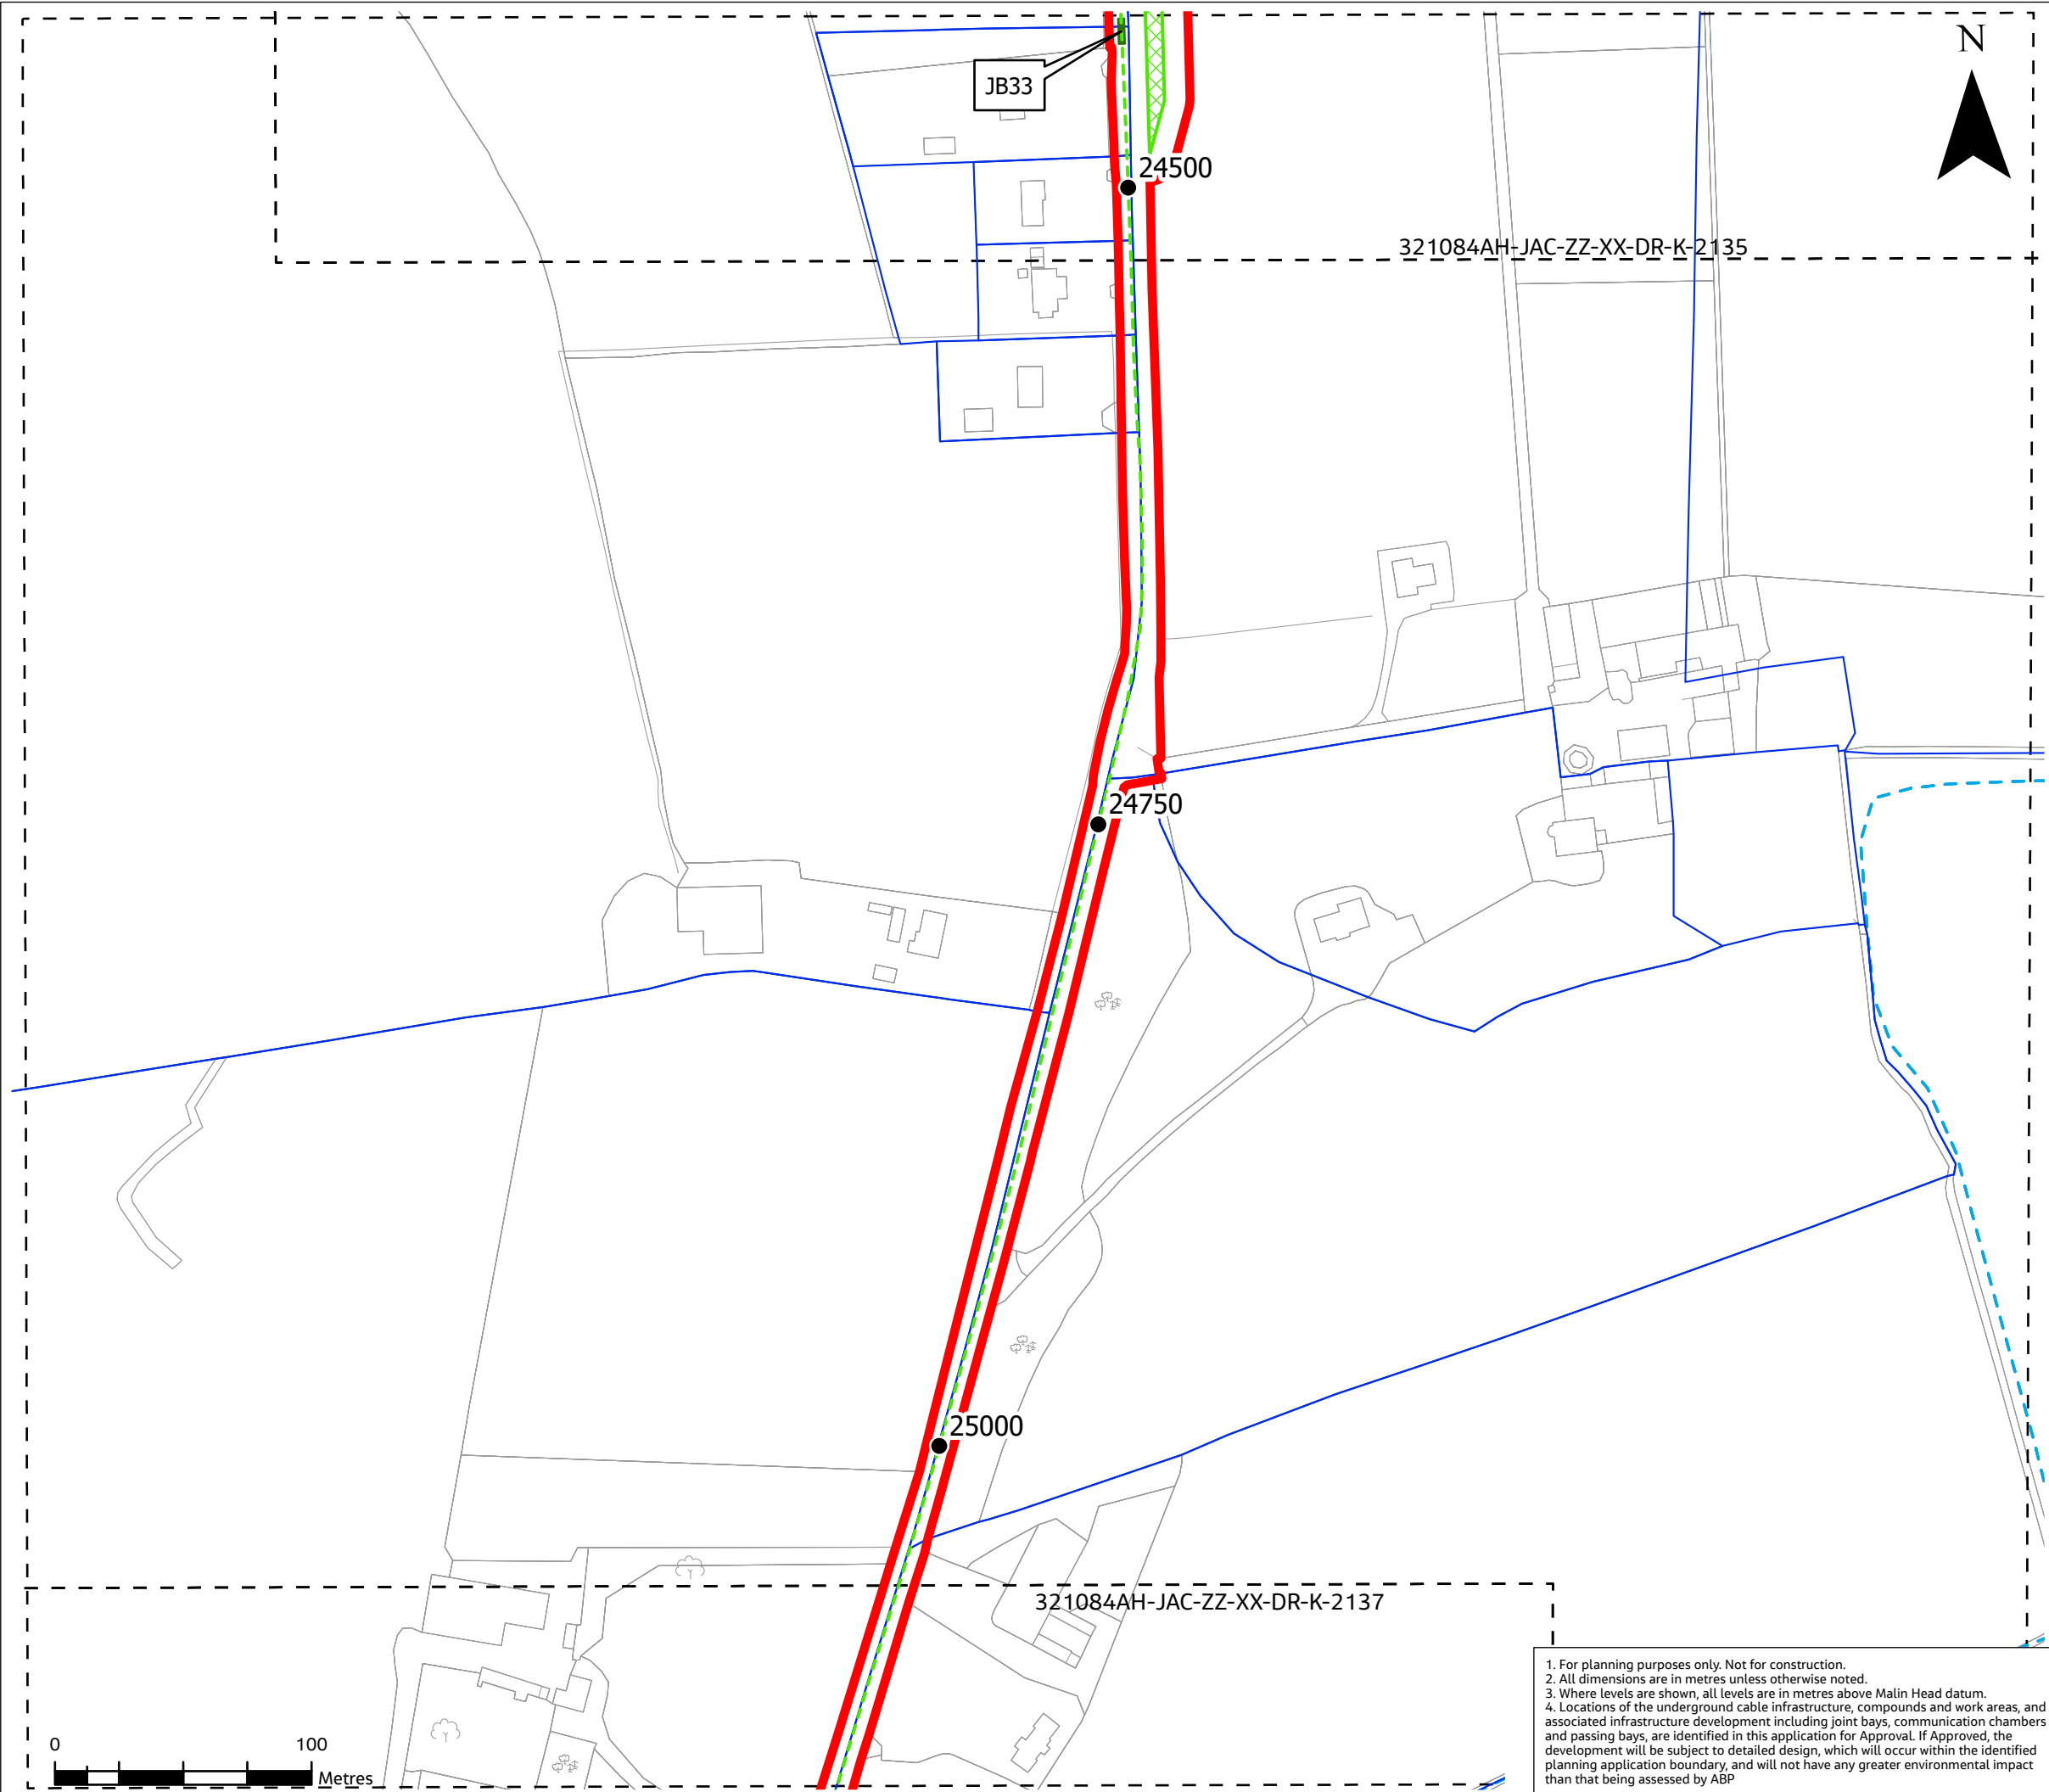 N
JB33
24500
321084AH-JAC-ZZ-XX-DR-K-2135
24750
25000
321084AH-JAC-ZZ-XX-DR-K-2137
1. For planning purposes only. Not for construction.
2. All dimensions are in metres unless otherwise noted.
3. Where levels are shown, all levels are in metres above Malin Head datum.
4. Locations of the underground cable infrastructure, compounds and work areas, and
associated infrastructure development including joint bays, communication chambers
and passing bays, are identified in this application for Approval. If Approved, the
development will be subject to detailed design, which will occur within the identified
planning application boundary, and will not have any greater environmental impact
than that being assessed by ABP
0 100
Metres